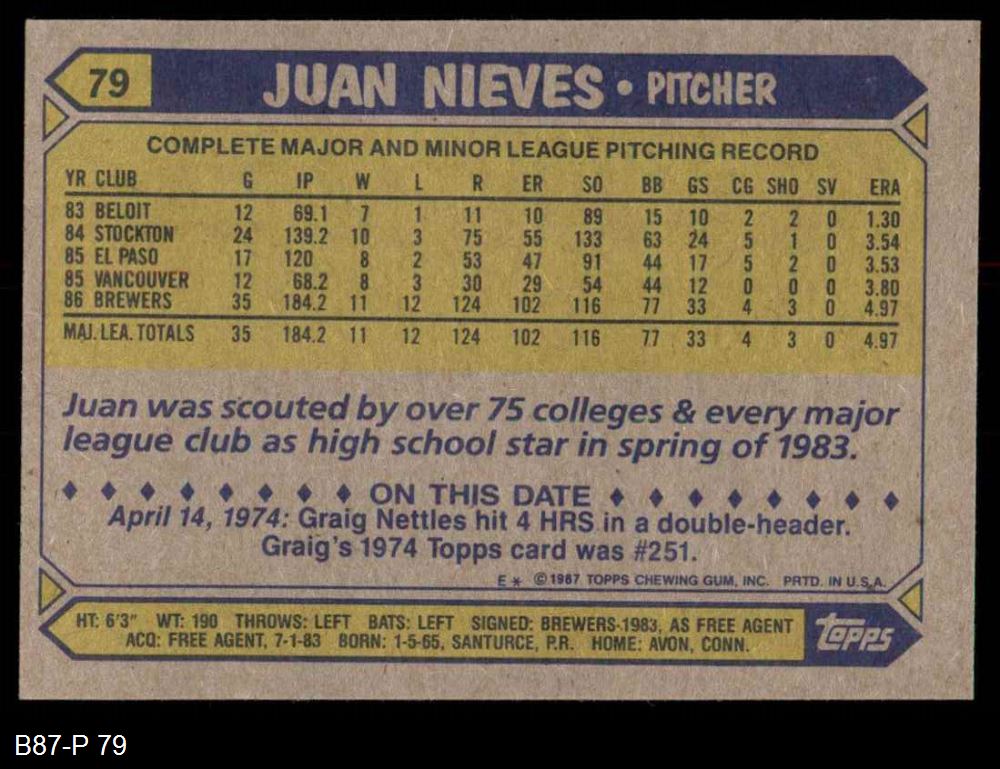 79 JUAN NIEVES • PITCHER
COMPLETE MAJOR AND MINOR LEAGUE PITCHING RECORD
YR CLUB G IP W L R ER SO BB GS CG SHO SV ERA
83 BELOIT 12 69.1 7 1 11 10 89 15 10 2 2 0 1.30
84 STOCKTON 24 139.2 10 3 75 55 133 63 24 5 1 0 3.54
85 EL PASO 17 120 8 2 53 47 91 44 17 5 2 0 3.53
85 VANCOUVER 12 68.2 8 3 30 29 54 44 12 0 0 0 3.80
86 BREWERS 35 184.2 11 12 124 102 116 77 33 4 3 0 4.97
MAJ. LEA. TOTALS 35 184.2 11 12 124 102 116 77 33 4 3 0 4.97
Juan was scouted by over 75 colleges & every major
league club as high school star in spring of 1983.
♦ ♦ ♦ ♦ ♦ ♦ ♦ ♦ ON THIS DATE ♦ ♦ ♦ ♦ ♦ ♦ ♦ ♦
April 14, 1974: Graig Nettles hit 4 HRS in a double-header.
Graig's 1974 Topps card was #251.
E * ©1987 TOPPS CHEWING GUM, INC. PRTD. IN U.S.A.
HT: 6'3" WT: 190 THROWS: LEFT BATS: LEFT SIGNED: BREWERS-1983, AS FREE AGENT
ACQ: FREE AGENT, 7-1-83 BORN: 1-5-65, SANTURCE, P.R. HOME: AVON, CONN.
topps
B87-P 79